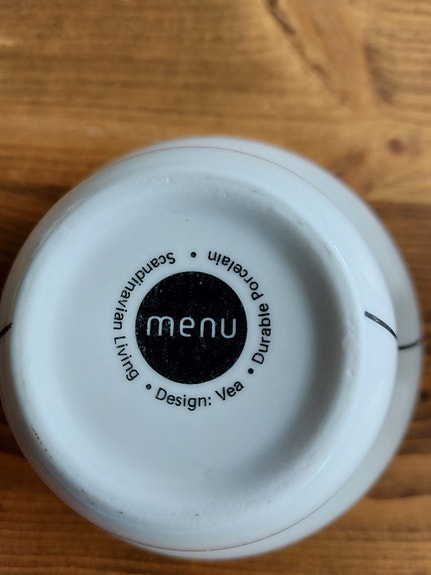 menu
Scandinavian Living • Design: Vea • Durable Porcelain •